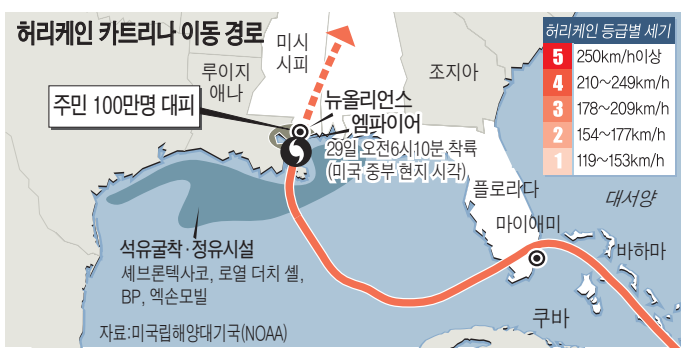 허리케인 카트리나 이동 경로
허리케인 등급별 세기
5 250km/h이상
4 210~249km/h
3 178~209km/h
2 154~177km/h
1 119~153km/h
미시
시피
루이지
애나
조지아
주민 100만명 대피
뉴올리언스
엠파이어
29일 오전6시10분 착륙
(미국 중부 현지 시각)
플로리다
대서양
마이애미
바하마
석유굴착·정유시설
셰브론텍사코, 로열 더치 셸,
BP, 엑손모빌
쿠바
자료:미국립해양대기국(NOAA)